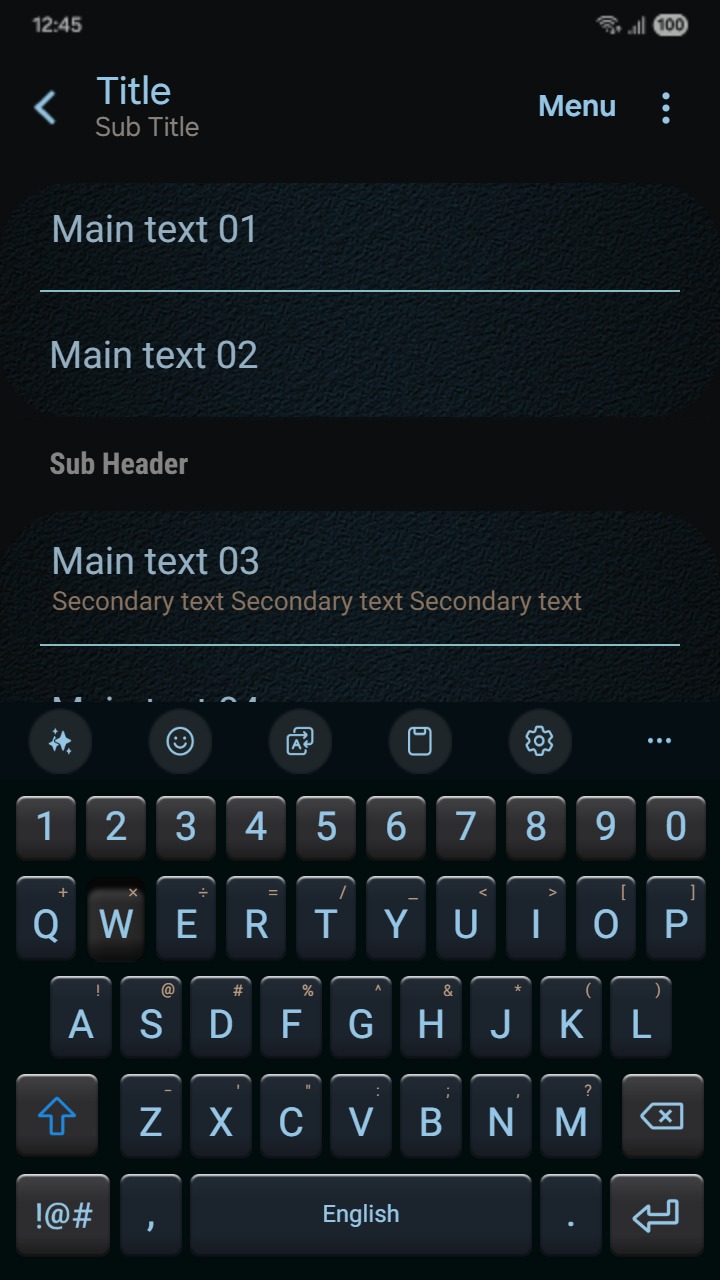 12:45
100
Title
Sub Title
Menu
Main text 01
Main text 02
Sub Header
Main text 03
Secondary text Secondary text Secondary text
1 2 3 4 5 6 7 8 9 0
+ × ÷ = / _ < > [ ]
Q W E R T Y U I O P
! @ # % ^ & * ( )
A S D F G H J K L
- ' " : ; , ?
Z X C V B N M
!@# , English .